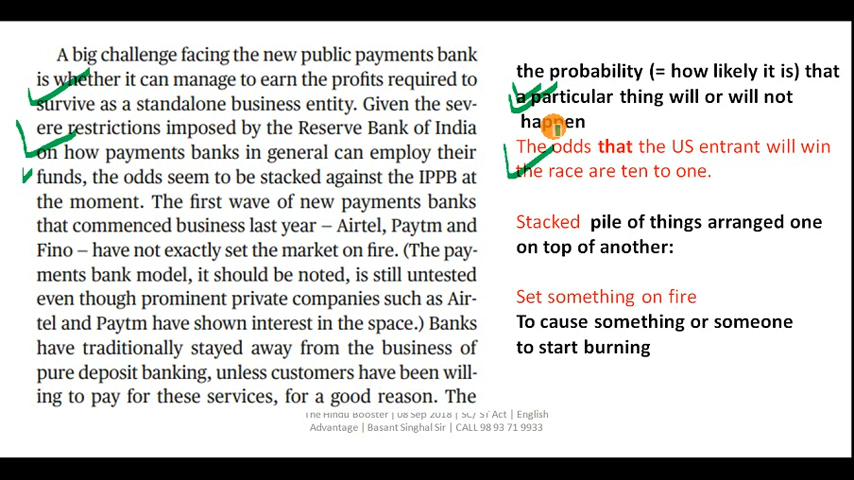 A big challenge facing the new public payments bank
is whether it can manage to earn the profits required to
survive as a standalone business entity. Given the sev-
ere restrictions imposed by the Reserve Bank of India
on how payments banks in general can employ their
funds, the odds seem to be stacked against the IPPB at
the moment. The first wave of new payments banks
that commenced business last year – Airtel, Paytm and
Fino – have not exactly set the market on fire. (The pay-
ments bank model, it should be noted, is still untested
even though prominent private companies such as Air-
tel and Paytm have shown interest in the space.) Banks
have traditionally stayed away from the business of
pure deposit banking, unless customers have been will-
ing to pay for these services, for a good reason. The
the probability (= how likely it is) that
a particular thing will or will not
happen
The odds that the US entrant will win
the race are ten to one.
Stacked pile of things arranged one
on top of another:
Set something on fire
To cause something or someone
to start burning
The Hindu Booster | 08 Sep 2018 | SC/ ST Act | English
Advantage | Basant Singhal Sir | CALL 98 93 71 9933